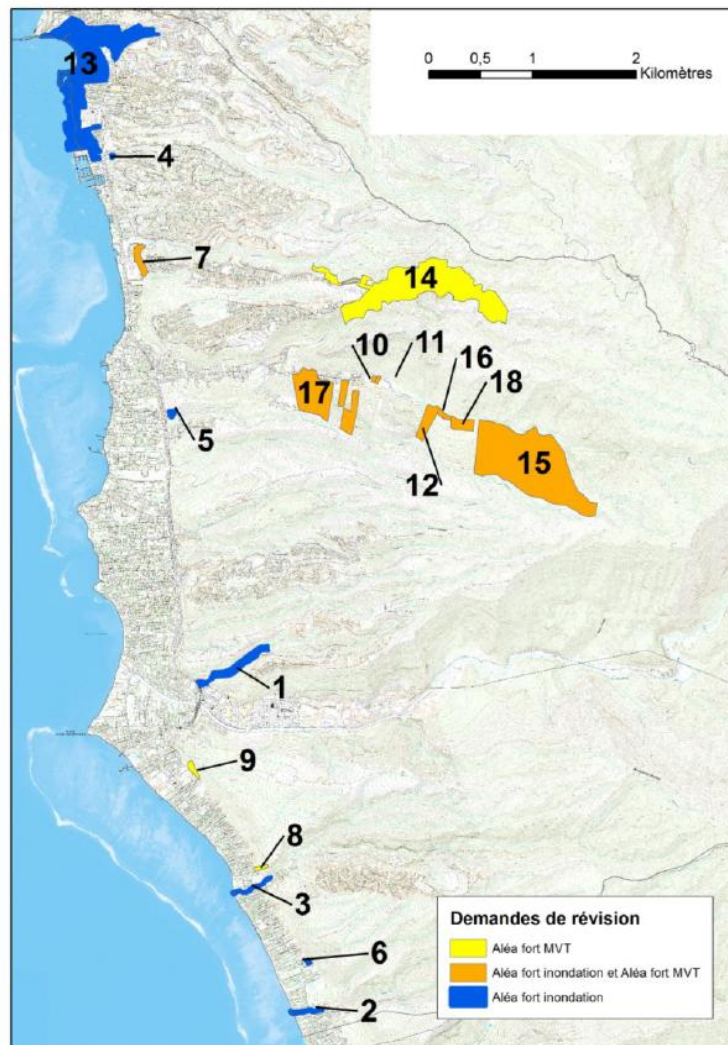 0 0,5 1 2
Kilomètres
13
4
7
14
10 11
16
17 18
5
15
12
1
9
8
3
6
2
Demandes de révision
Aléa fort MVT
Aléa fort inondation et Aléa fort MVT
Aléa fort inondation